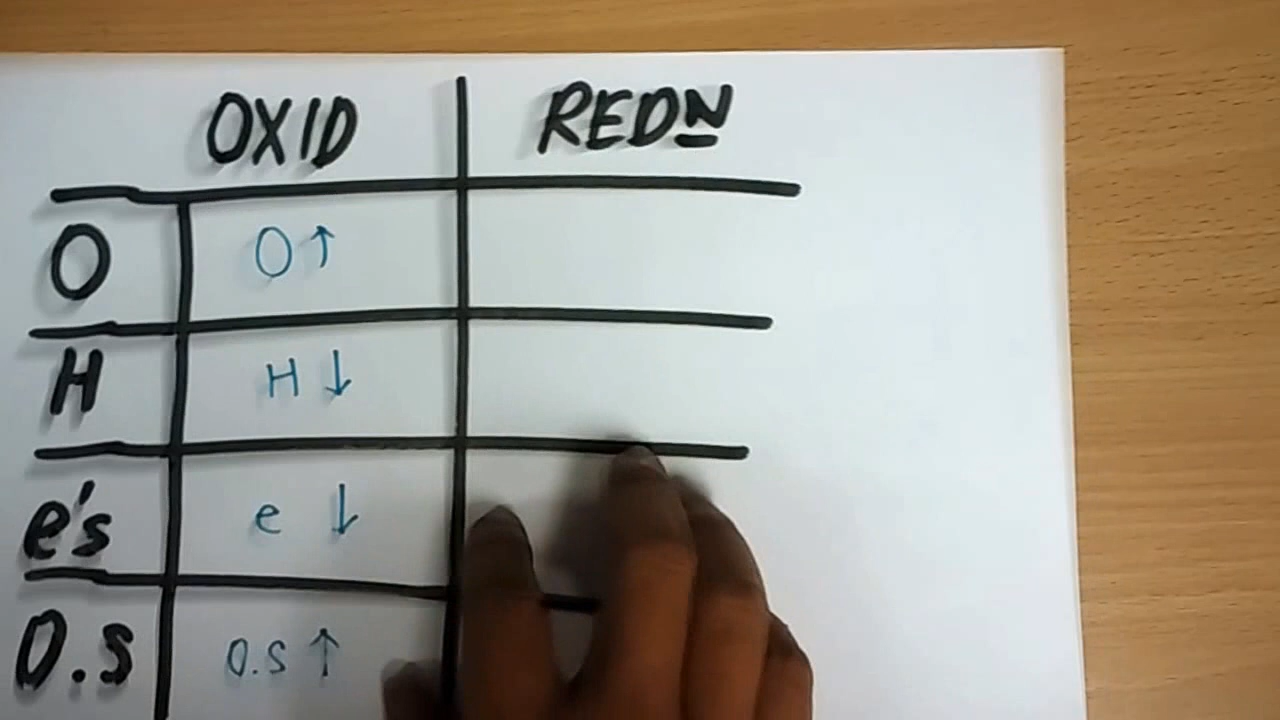 OXID REDN
O O ↑
H H ↓
e's e ↓
O.S O.S ↑